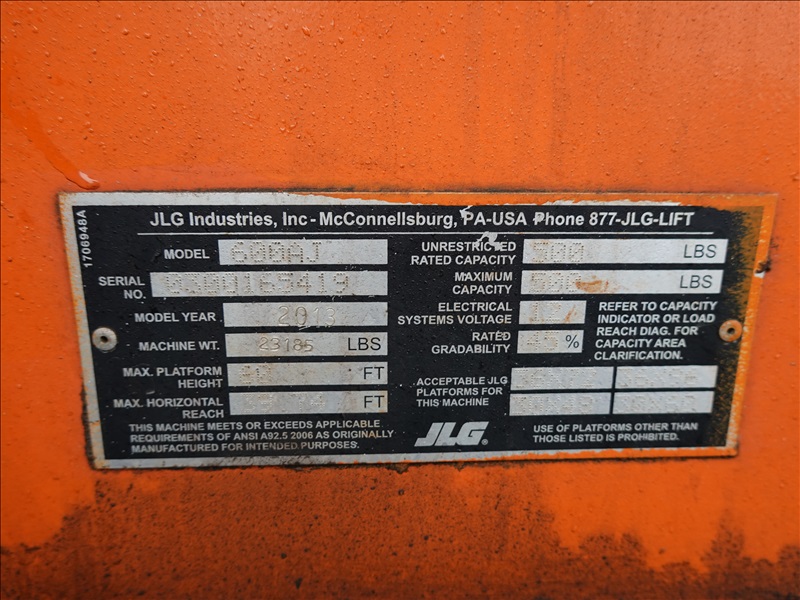 1706948A
JLG Industries, Inc - McConnellsburg, PA-USA Phone 877-JLG-LIFT
MODEL 600AJ
SERIAL NO. 0300165419
MODEL YEAR 2013
MACHINE WT. 23185 LBS
MAX. PLATFORM HEIGHT FT
MAX. HORIZONTAL REACH FT
THIS MACHINE MEETS OR EXCEEDS APPLICABLE
REQUIREMENTS OF ANSI A92.5 2006 AS ORIGINALLY
MANUFACTURED FOR INTENDED PURPOSES.
UNRESTRICTED RATED CAPACITY 500 LBS
MAXIMUM CAPACITY 500 LBS
ELECTRICAL SYSTEMS VOLTAGE 12
RATED GRADABILITY 45 %
REFER TO CAPACITY
INDICATOR OR LOAD
REACH DIAG. FOR
CAPACITY AREA
CLARIFICATION.
ACCEPTABLE JLG
PLATFORMS FOR
THIS MACHINE
JLG®
USE OF PLATFORMS OTHER THAN
THOSE LISTED IS PROHIBITED.